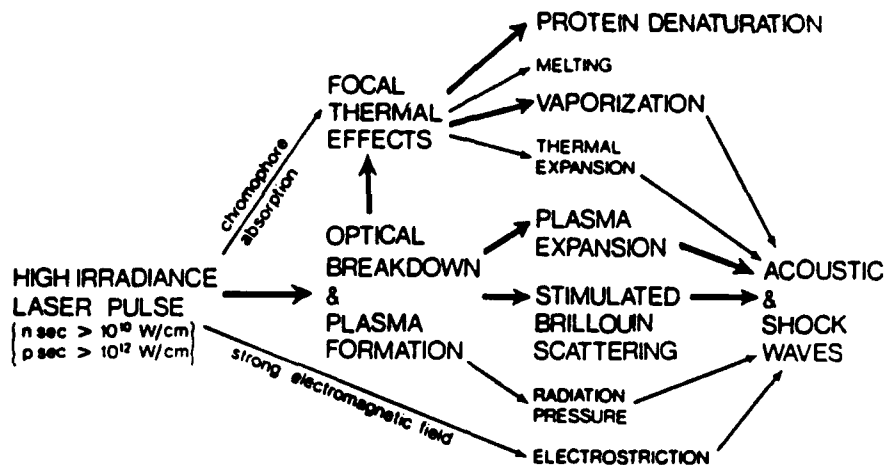 HIGH IRRADIANCE
LASER PULSE
n sec > 10¹⁰ W/cm
p sec > 10¹² W/cm
chromophore
absorption
strong electromagnetic field
FOCAL
THERMAL
EFFECTS
OPTICAL
BREAKDOWN
&
PLASMA
FORMATION
PROTEIN DENATURATION
MELTING
VAPORIZATION
THERMAL
EXPANSION
PLASMA
EXPANSION
STIMULATED
BRILLOUIN
SCATTERING
RADIATION
PRESSURE
ELECTROSTRICTION
ACOUSTIC
&
SHOCK
WAVES